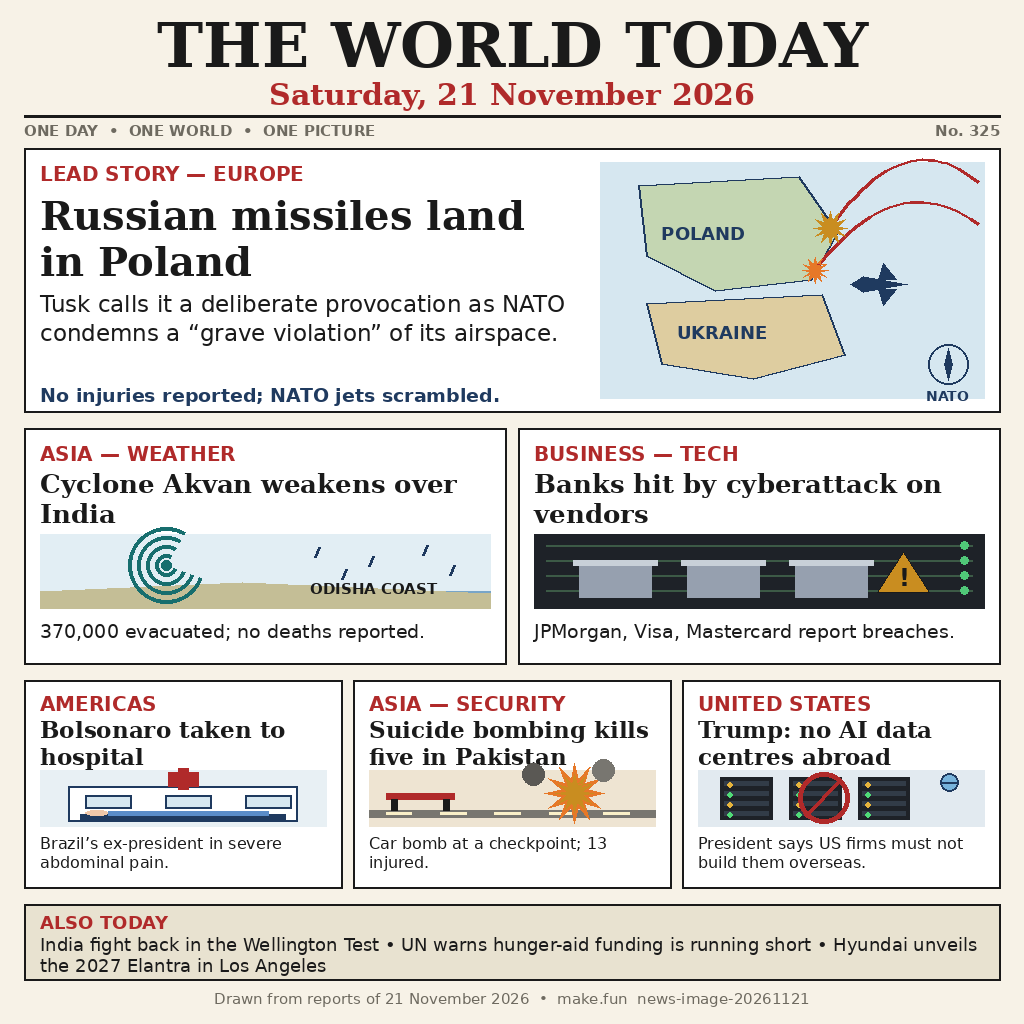 THE WORLD TODAY
Saturday, 21 November 2026
ONE DAY • ONE WORLD • ONE PICTURE
No. 325
LEAD STORY — EUROPE
Russian missiles land
in Poland
Tusk calls it a deliberate provocation as NATO
condemns a “grave violation” of its airspace.
No injuries reported; NATO jets scrambled.
POLAND
UKRAINE
NATO
ASIA — WEATHER
Cyclone Akvan weakens over
India
ODISHA COAST
370,000 evacuated; no deaths reported.
BUSINESS — TECH
Banks hit by cyberattack on
vendors
!
JPMorgan, Visa, Mastercard report breaches.
AMERICAS
Bolsonaro taken to
hospital
Brazil’s ex-president in severe
abdominal pain.
ASIA — SECURITY
Suicide bombing kills
five in Pakistan
Car bomb at a checkpoint; 13
injured.
UNITED STATES
Trump: no AI data
centres abroad
President says US firms must not
build them overseas.
ALSO TODAY
India fight back in the Wellington Test • UN warns hunger-aid funding is running short • Hyundai unveils
the 2027 Elantra in Los Angeles
Drawn from reports of 21 November 2026 • make.fun news-image-20261121